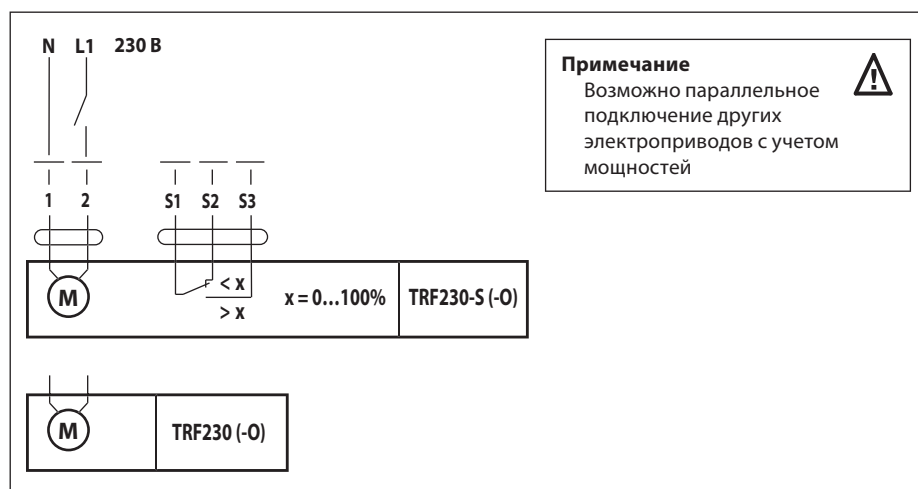 N L1 230 В
Примечание
Возможно параллельное
подключение других
электроприводов с учетом
мощностей
1 2 S1 S2 S3
M < x x = 0...100% TRF230-S (-O)
> x
M TRF230 (-O)